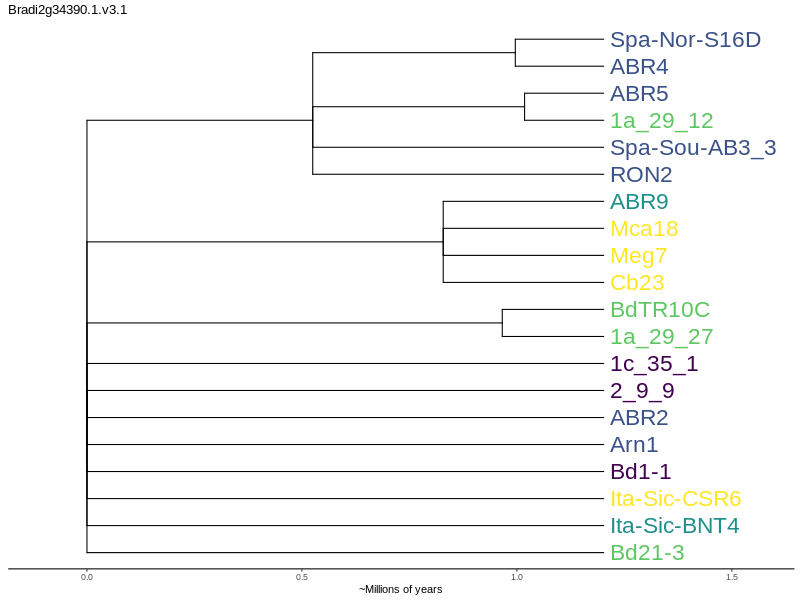 Bradi2g34390.1.v3.1
Spa-Nor-S16D
ABR4
ABR5
1a_29_12
Spa-Sou-AB3_3
RON2
ABR9
Mca18
Meg7
Cb23
BdTR10C
1a_29_27
1c_35_1
2_9_9
ABR2
Arn1
Bd1-1
Ita-Sic-CSR6
Ita-Sic-BNT4
Bd21-3
0.0 0.5 1.0 1.5
~Millions of years